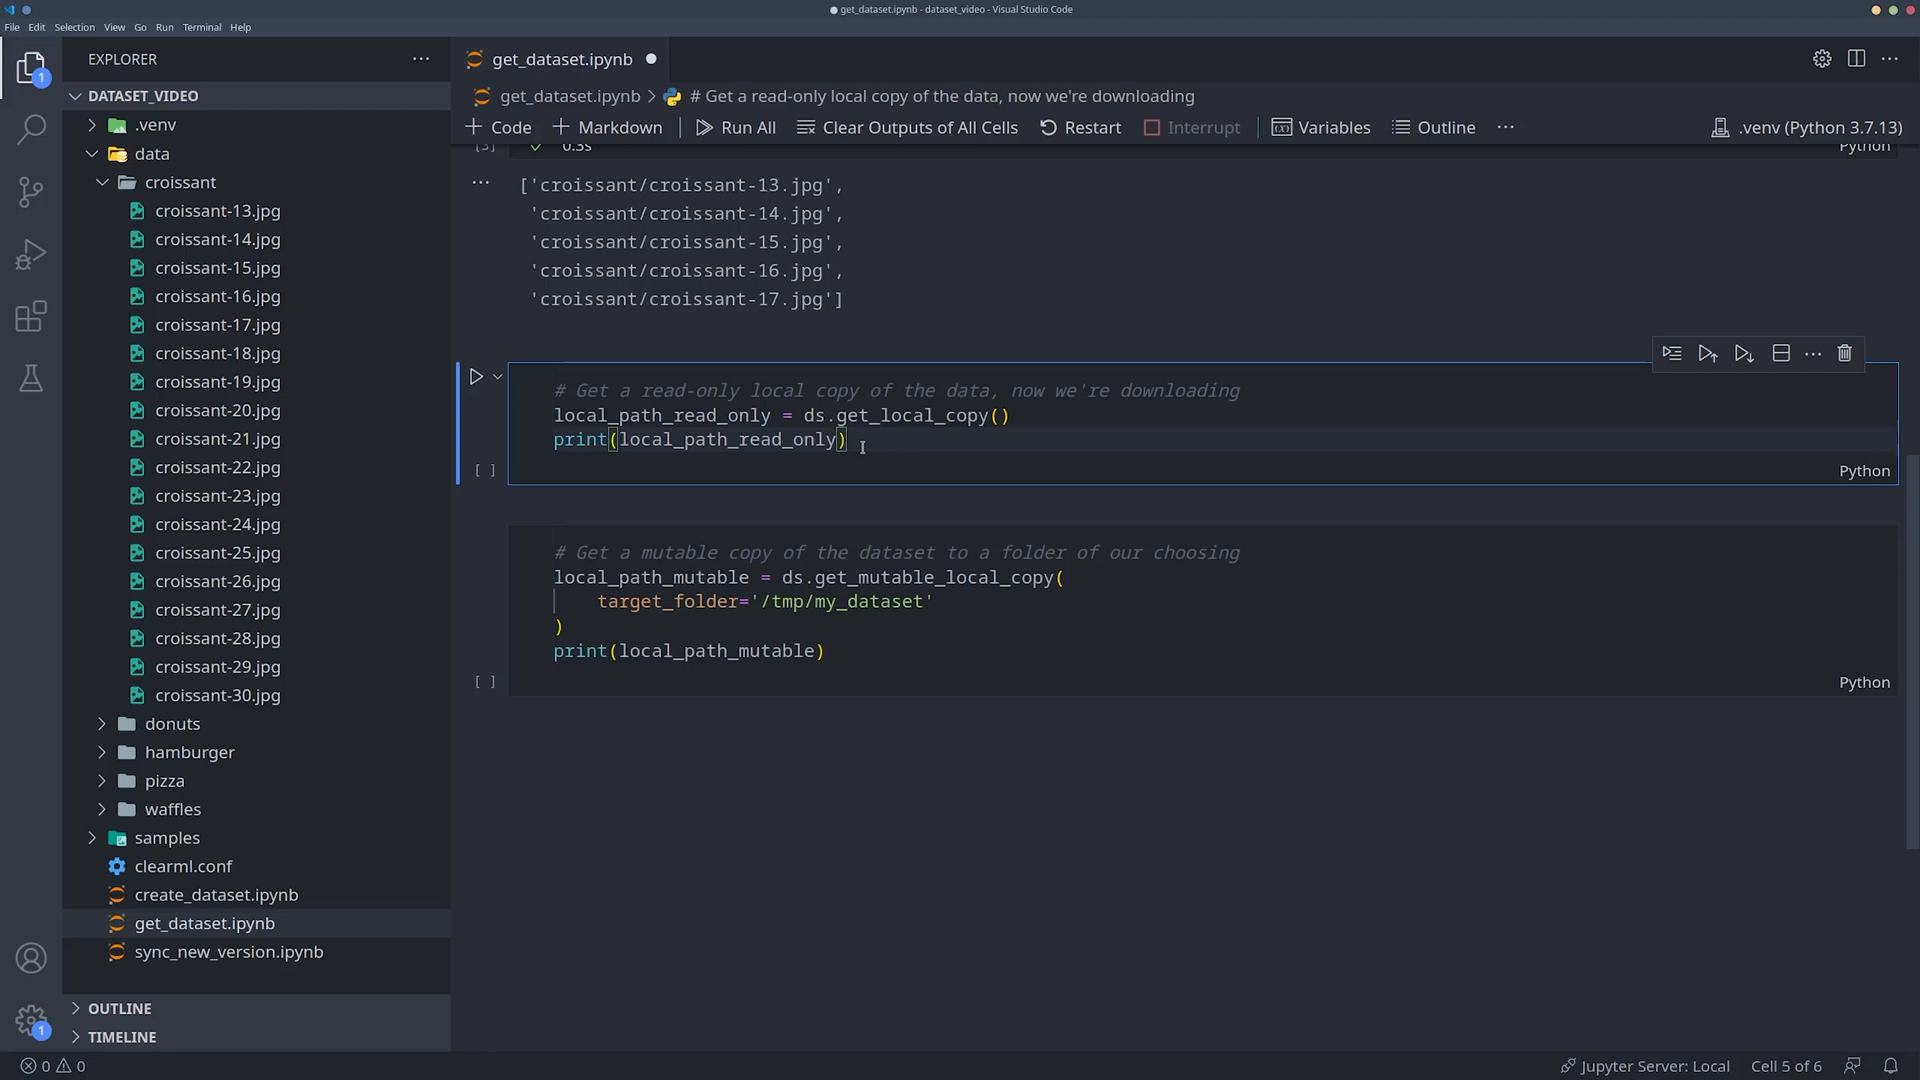 get_dataset.ipynb - dataset_video - Visual Studio Code
File Edit Selection View Go Run Terminal Help
EXPLORER
get_dataset.ipynb
1
DATASET_VIDEO
get_dataset.ipynb > # Get a read-only local copy of the data, now we're downloading
+ Code + Markdown Run All Clear Outputs of All Cells Restart Interrupt Variables Outline ... .venv (Python 3.7.13)
.venv
data
croissant
croissant-13.jpg
croissant-14.jpg
croissant-15.jpg
croissant-16.jpg
croissant-17.jpg
croissant-18.jpg
croissant-19.jpg
croissant-20.jpg
croissant-21.jpg
croissant-22.jpg
croissant-23.jpg
croissant-24.jpg
croissant-25.jpg
croissant-26.jpg
croissant-27.jpg
croissant-28.jpg
croissant-29.jpg
croissant-30.jpg
donuts
hamburger
pizza
waffles
samples
clearml.conf
create_dataset.ipynb
get_dataset.ipynb
sync_new_version.ipynb
OUTLINE
TIMELINE
1
[3] 0.3s Python
['croissant/croissant-13.jpg',
'croissant/croissant-14.jpg',
'croissant/croissant-15.jpg',
'croissant/croissant-16.jpg',
'croissant/croissant-17.jpg']
# Get a read-only local copy of the data, now we're downloading
local_path_read_only = ds.get_local_copy()
print(local_path_read_only)
[ ] Python
# Get a mutable copy of the dataset to a folder of our choosing
local_path_mutable = ds.get_mutable_local_copy(
target_folder='/tmp/my_dataset'
)
print(local_path_mutable)
[ ] Python
0 0 Jupyter Server: Local Cell 5 of 6